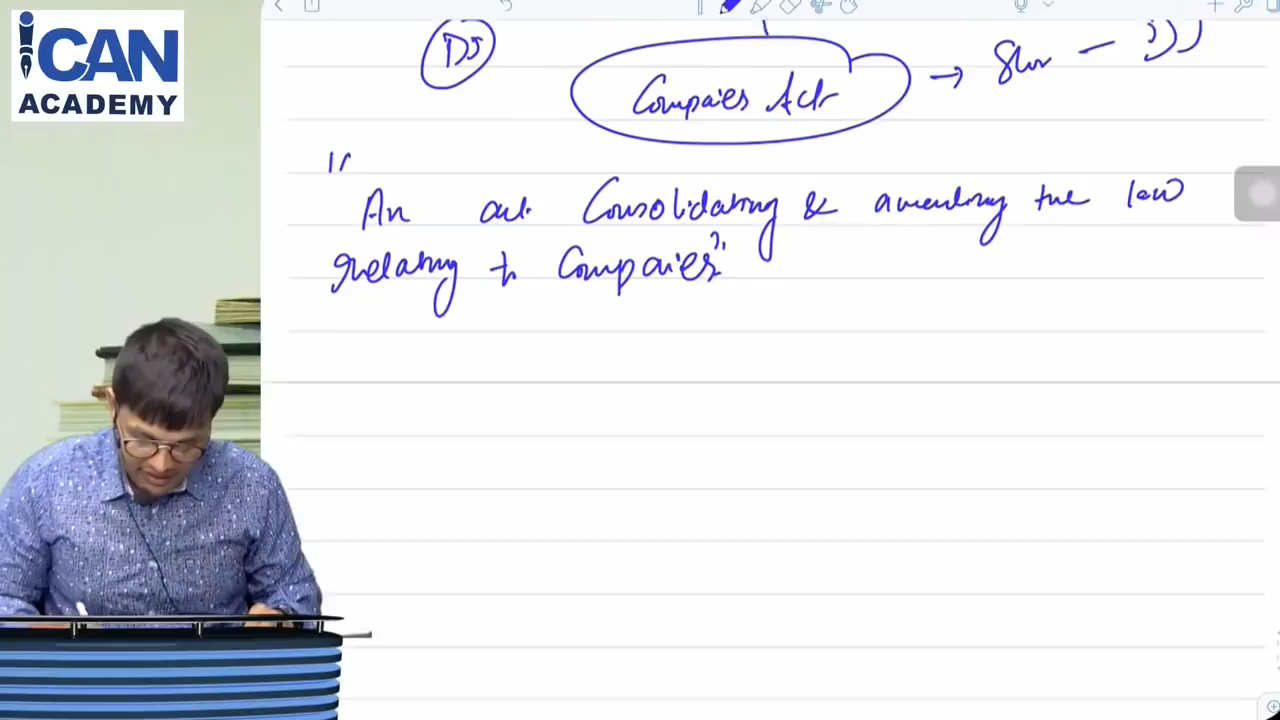 iCAN
ACADEMY
DJ
Companies Act →
"
An act Consolidating & amending the law
relating to Companies"